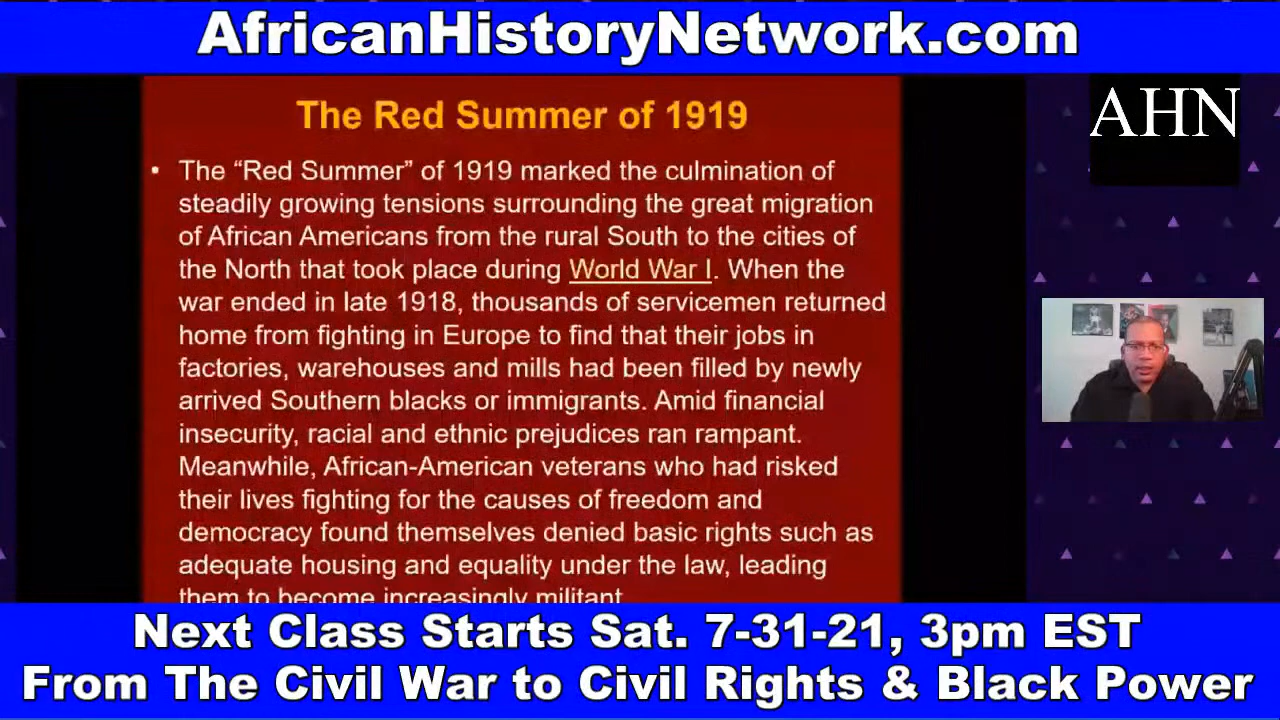 AfricanHistoryNetwork.com
AHN
The Red Summer of 1919
• The “Red Summer” of 1919 marked the culmination of
steadily growing tensions surrounding the great migration
of African Americans from the rural South to the cities of
the North that took place during World War I. When the
war ended in late 1918, thousands of servicemen returned
home from fighting in Europe to find that their jobs in
factories, warehouses and mills had been filled by newly
arrived Southern blacks or immigrants. Amid financial
insecurity, racial and ethnic prejudices ran rampant.
Meanwhile, African-American veterans who had risked
their lives fighting for the causes of freedom and
democracy found themselves denied basic rights such as
adequate housing and equality under the law, leading
them to become increasingly militant.
Next Class Starts Sat. 7-31-21, 3pm EST
From The Civil War to Civil Rights & Black Power